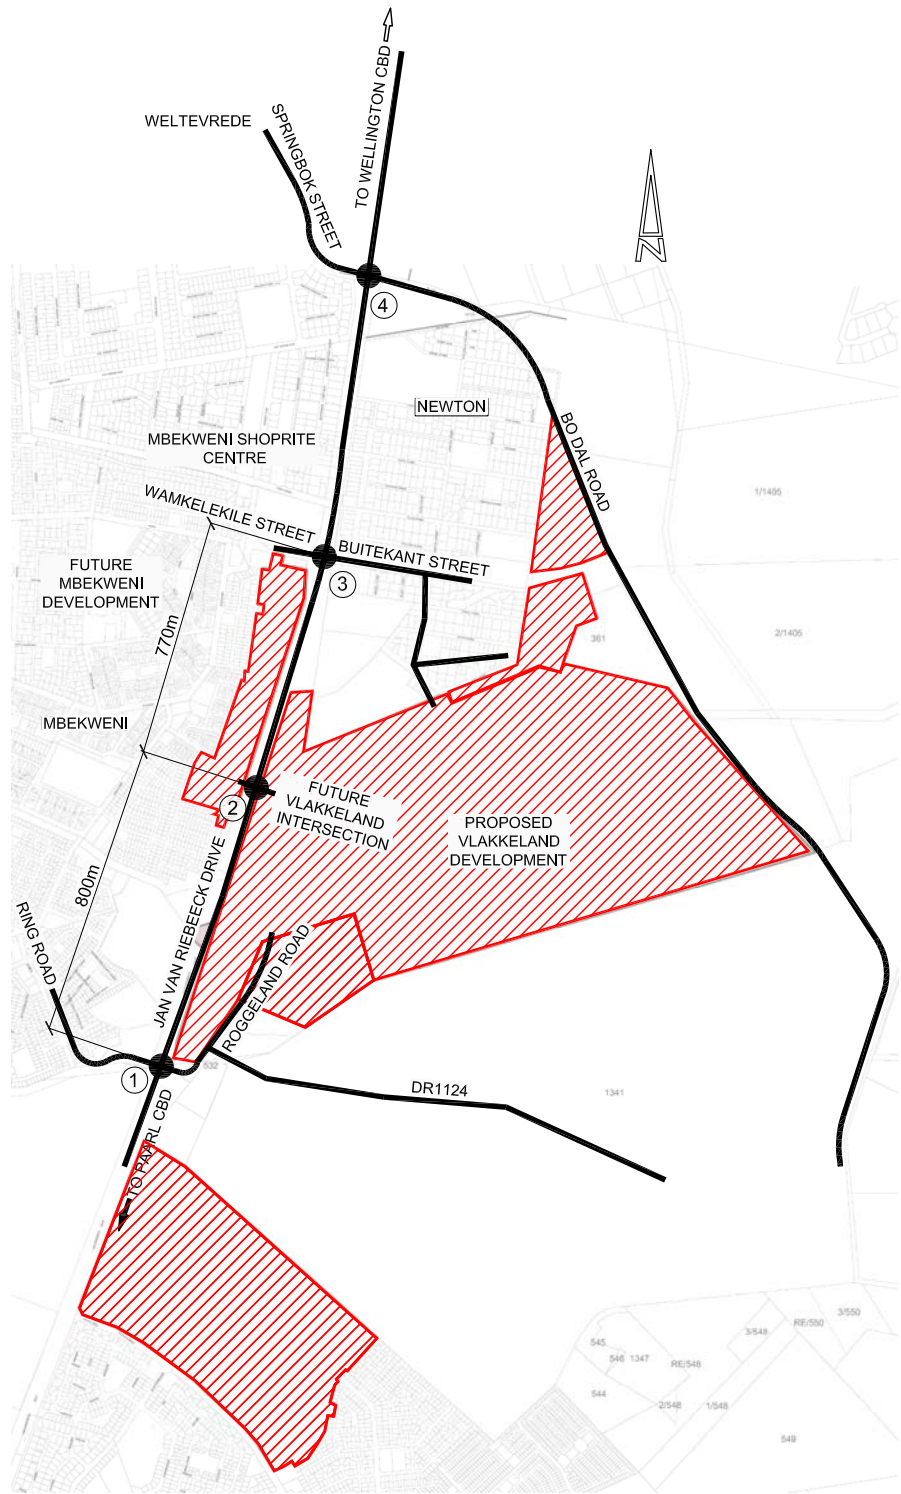 TO WELLINGTON CBD
WELTEVREDE
SPRINGBOK STREET
N
4
NEWTON
BO DAL ROAD
MBEKWENI SHOPRITE
CENTRE
1/1405
WAMKELEKILE STREET
BUITEKANT STREET
3
FUTURE
MBEKWENI
DEVELOPMENT
770m
361
2/1405
MBEKWENI
2
FUTURE
VLAKKELAND
INTERSECTION
PROPOSED
VLAKKELAND
DEVELOPMENT
800m
JAN VAN RIEBEECK DRIVE
RING ROAD
ROGGELAND ROAD
532
1
DR1124
1341
TO PAARL CBD
3/550
RE/550
3/548
545
546
1347
RE/548
544
2/548
1/548
549